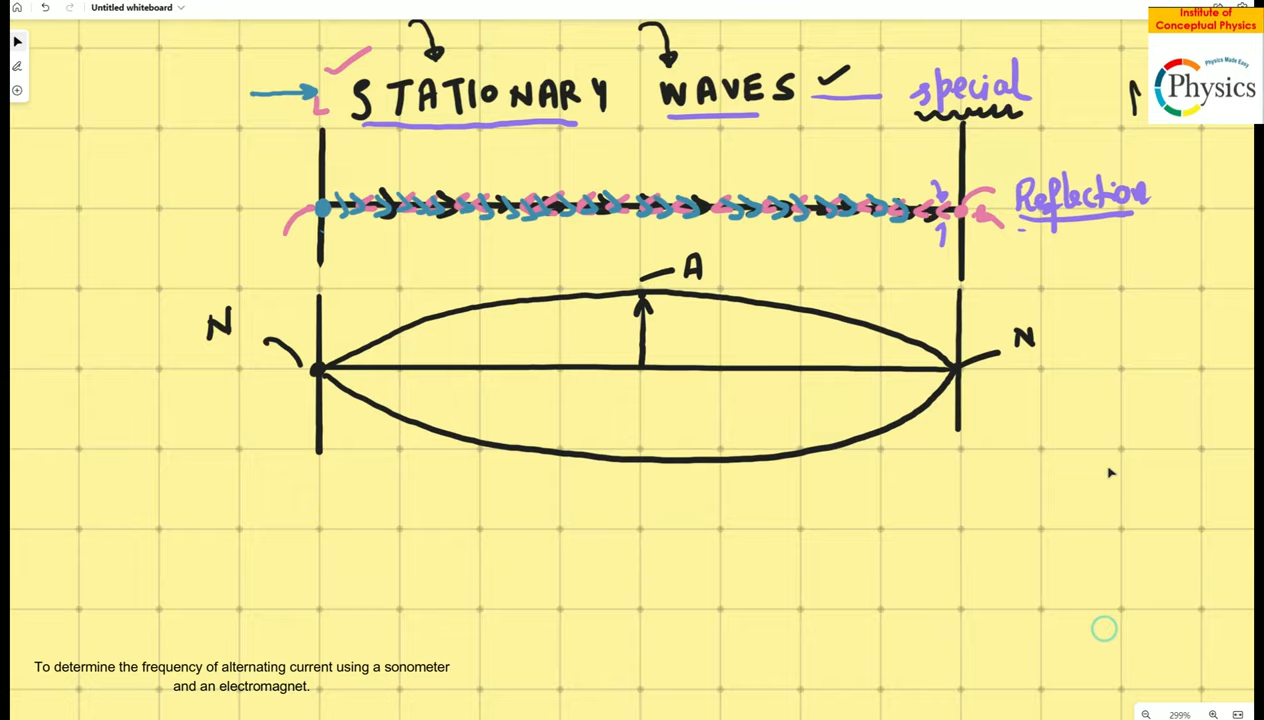 Untitled whiteboard
Institute of
Conceptual Physics
Physics Made Easy
Physics
STATIONARY WAVES special
Reflection
A
N
N
To determine the frequency of alternating current using a sonometer
and an electromagnet.
299%